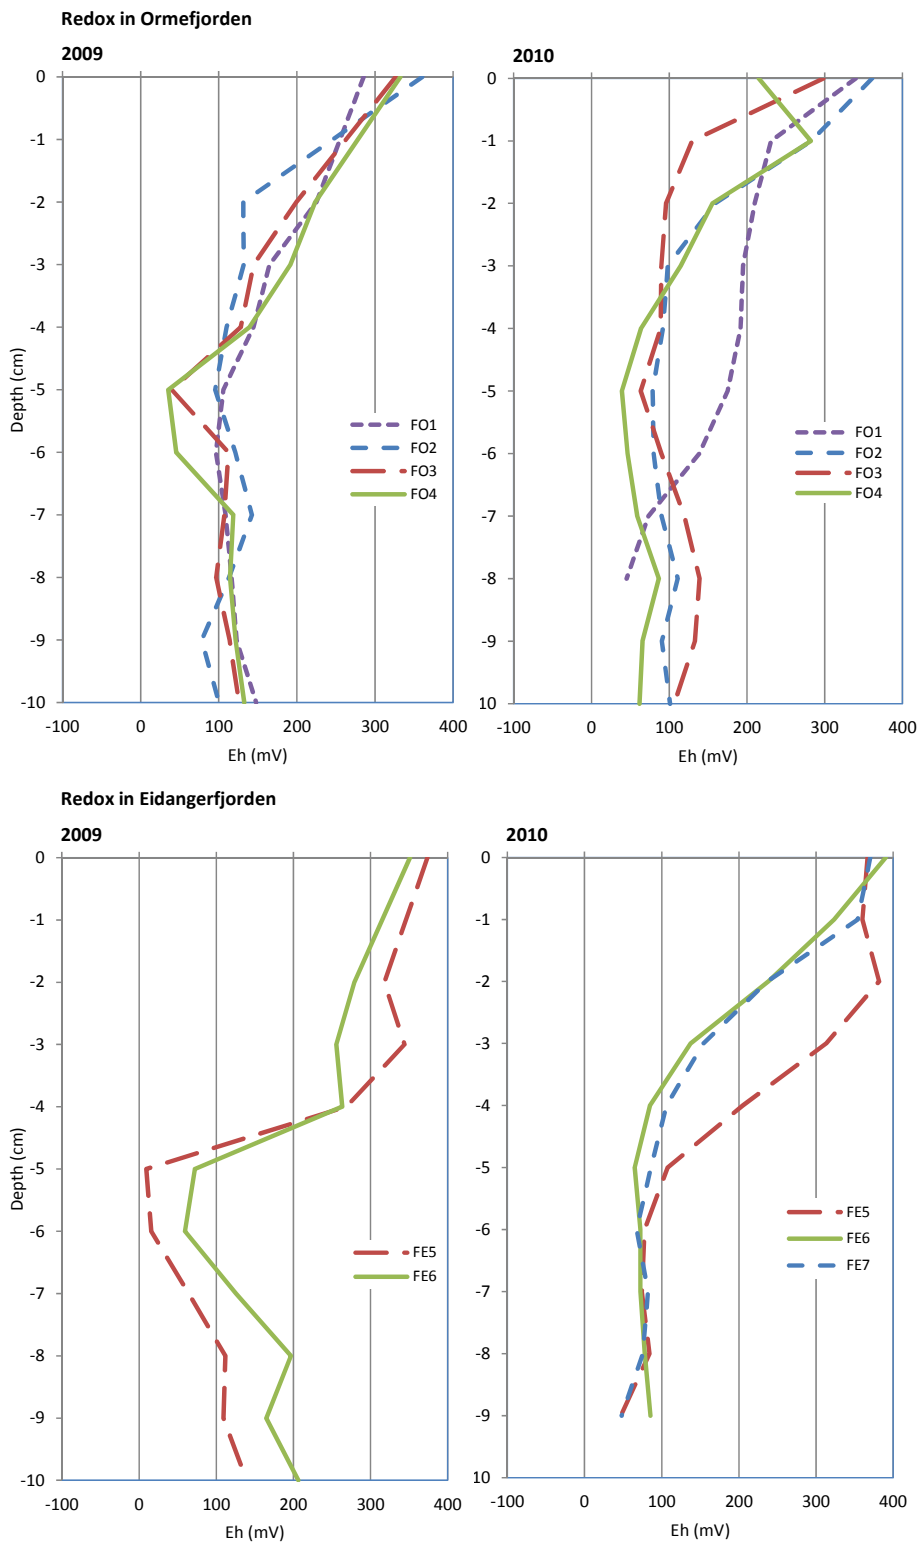 Redox in Ormefjorden
2009
0
-1
-2
-3
-4
-5
-6
-7
-8
-9
-10
Depth (cm)
-100 0 100 200 300 400
Eh (mV)
FO1
FO2
FO3
FO4
2010
0
-1
-2
-3
-4
-5
-6
-7
-8
-9
10
-100 0 100 200 300 400
Eh (mV)
FO1
FO2
FO3
FO4
Redox in Eidangerfjorden
2009
0
-1
-2
-3
-4
-5
-6
-7
-8
-9
-10
Depth (cm)
-100 0 100 200 300 400
Eh (mV)
FE5
FE6
2010
0
-1
-2
-3
-4
-5
-6
-7
-8
-9
10
-100 0 100 200 300 400
Eh (mV)
FE5
FE6
FE7